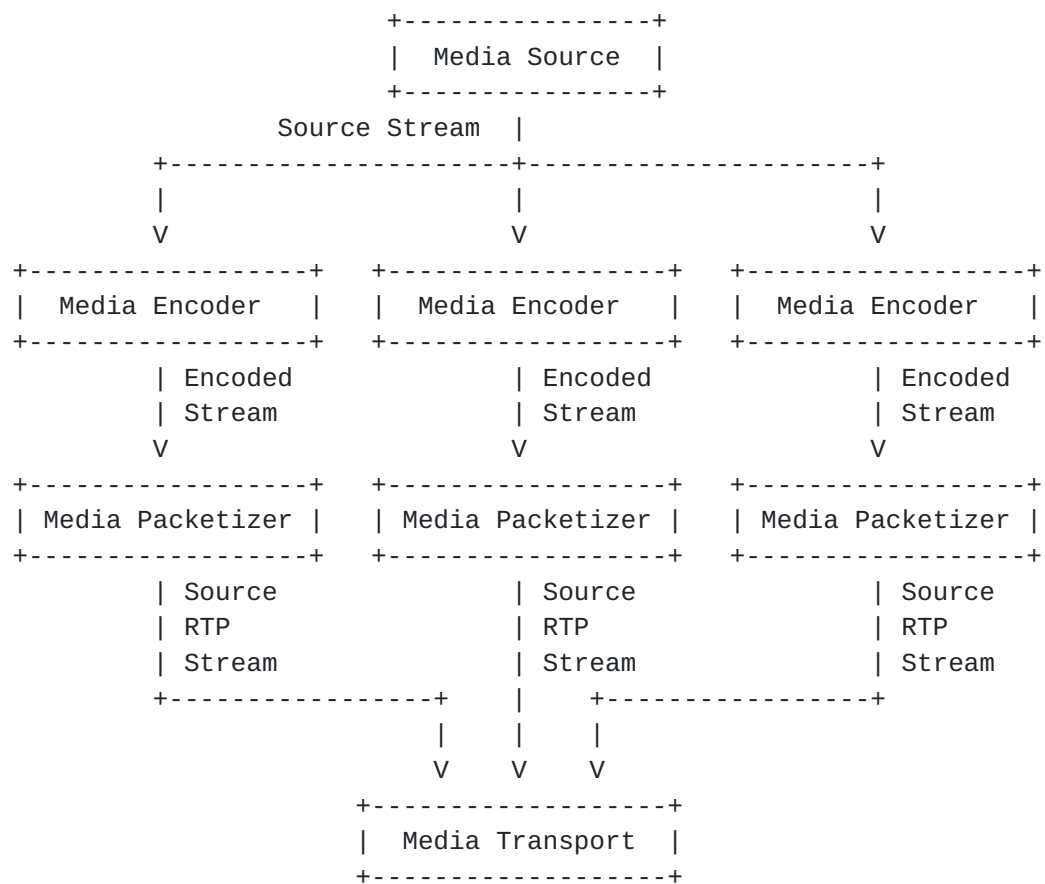 Media Source
Source Stream
Media Encoder Media Encoder Media Encoder
Encoded Encoded Encoded
Stream Stream Stream
V V V
Media Packetizer Media Packetizer Media Packetizer
Source Source Source
RTP RTP RTP
Stream Stream Stream
V V V
Media Transport